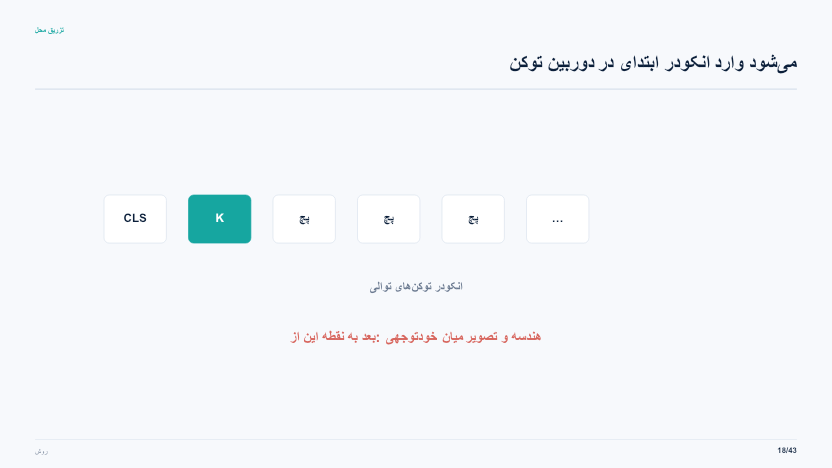 تزریق محل
می‌شود وارد انکودر ابتدای در دوربین توکن
CLS K پچ پچ پچ ...
انکودر توکن‌های توالی
هندسه و تصویر میان خودتوجهی :بعد به نقطه این از
روش
18/43